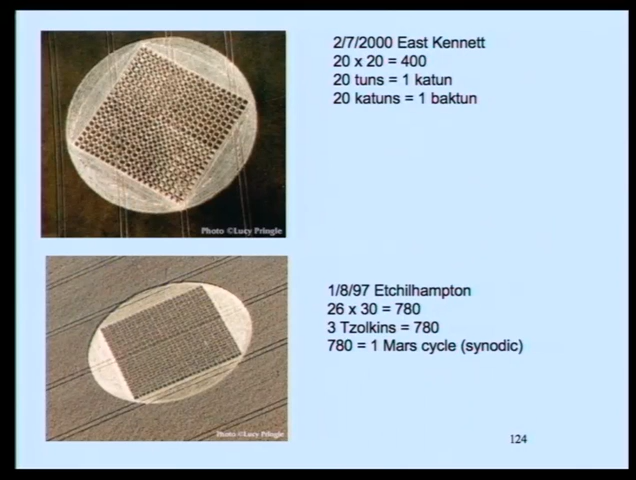 2/7/2000 East Kennett
20 x 20 = 400
20 tuns = 1 katun
20 katuns = 1 baktun
Photo ©Lucy Pringle
1/8/97 Etchilhampton
26 x 30 = 780
3 Tzolkins = 780
780 = 1 Mars cycle (synodic)
Photo ©Lucy Pringle
124